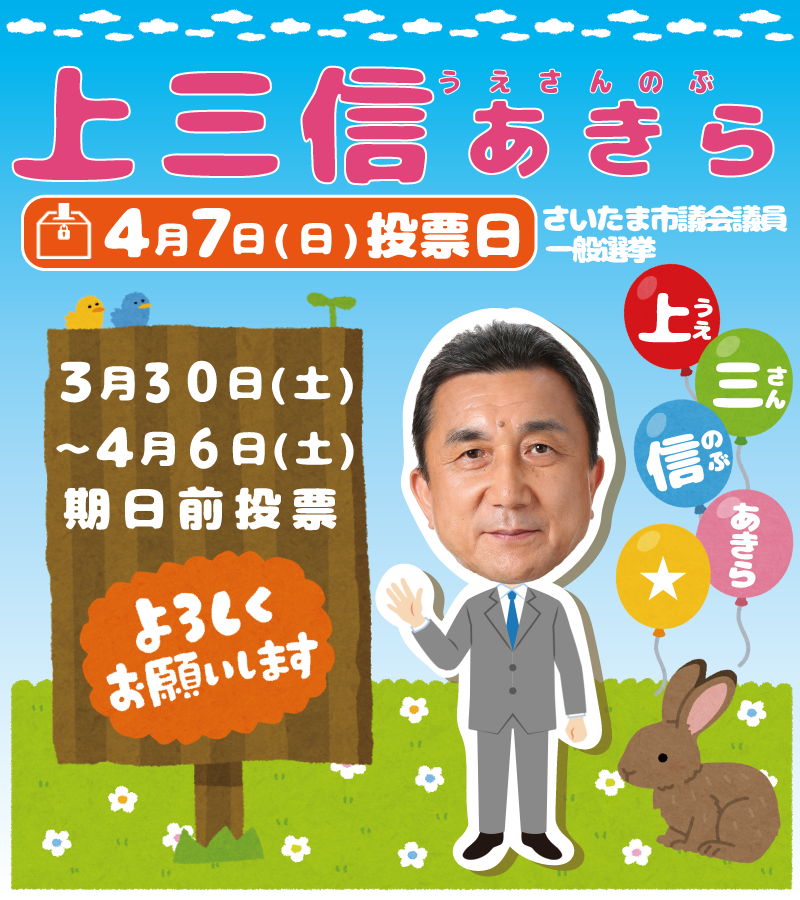 うえさんのぶ
上三信あきら
4月7日(日)投票日
さいたま市議会議員
一般選挙
3月30日(土)
～4月6日(土)
期日前投票
よろしく
お願いします
上うえ
三さん
信のぶ
あきら
★